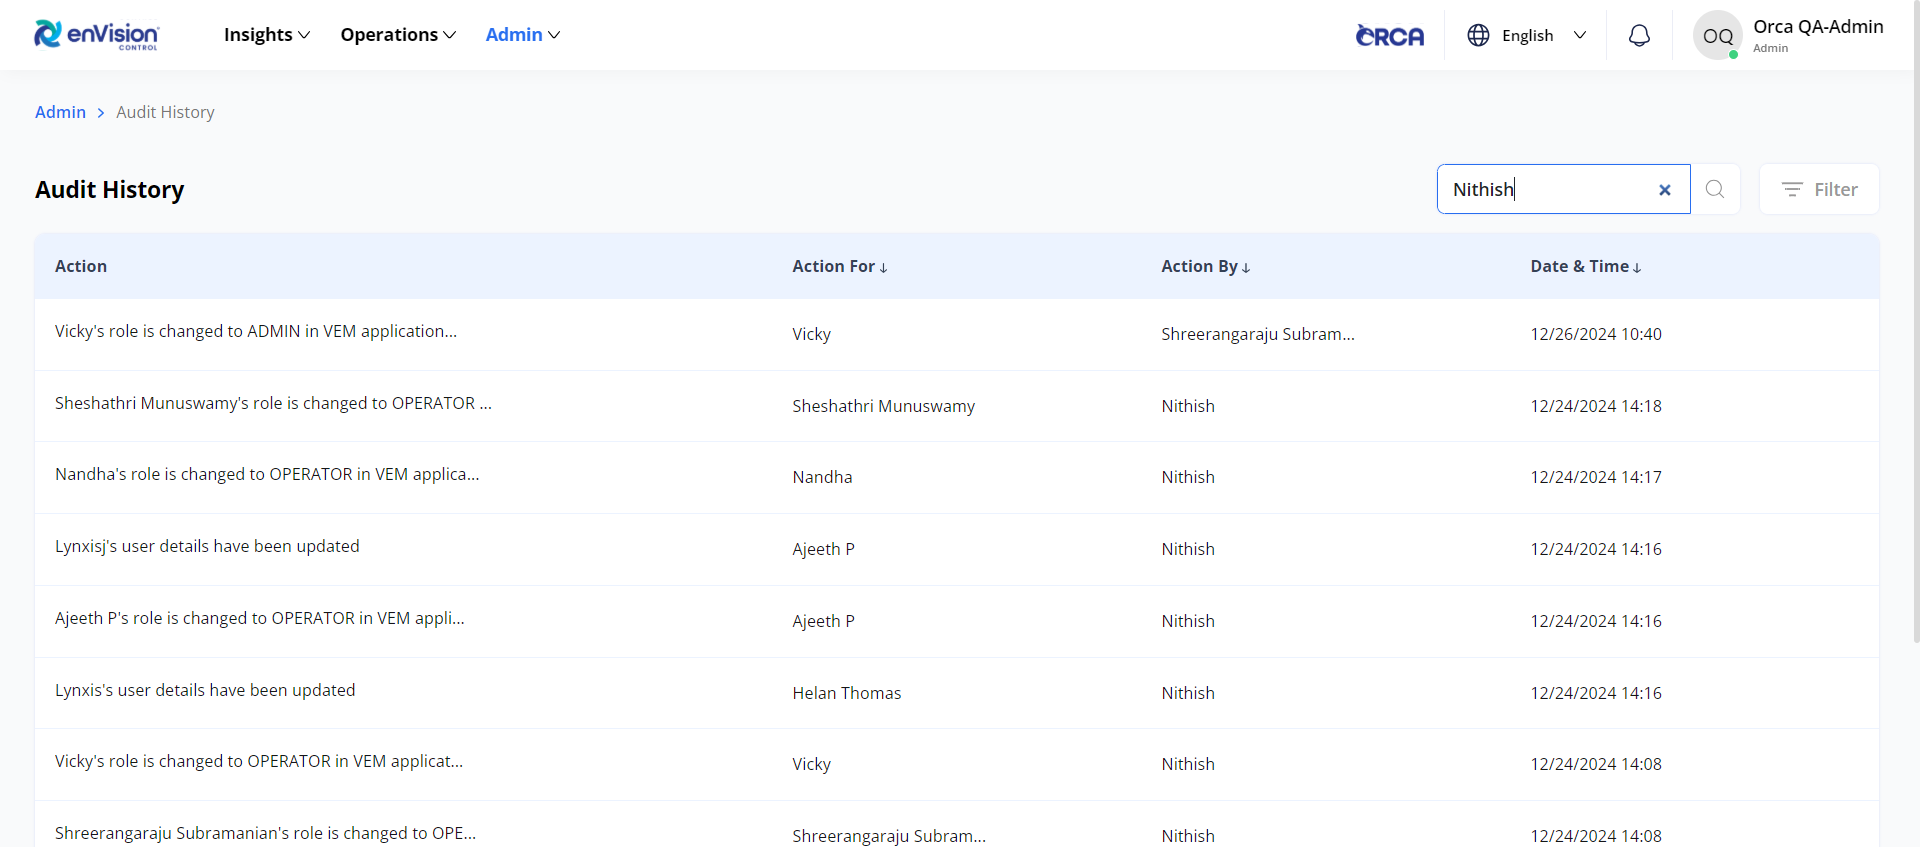 enVision CONTROL
Insights Operations Admin
ORCA
English
OQ
Orca QA-Admin
Admin
Admin > Audit History
Audit History
Nithish
Filter
Action Action For ↓ Action By ↓ Date & Time ↓
Vicky's role is changed to ADMIN in VEM application... Vicky Shreerangaraju Subram... 12/26/2024 10:40
Sheshathri Munuswamy's role is changed to OPERATOR ... Sheshathri Munuswamy Nithish 12/24/2024 14:18
Nandha's role is changed to OPERATOR in VEM applica... Nandha Nithish 12/24/2024 14:17
Lynxisj's user details have been updated Ajeeth P Nithish 12/24/2024 14:16
Ajeeth P's role is changed to OPERATOR in VEM appli... Ajeeth P Nithish 12/24/2024 14:16
Lynxis's user details have been updated Helan Thomas Nithish 12/24/2024 14:16
Vicky's role is changed to OPERATOR in VEM applicat... Vicky Nithish 12/24/2024 14:08
Shreerangaraju Subramanian's role is changed to OPE... Shreerangaraju Subram... Nithish 12/24/2024 14:08